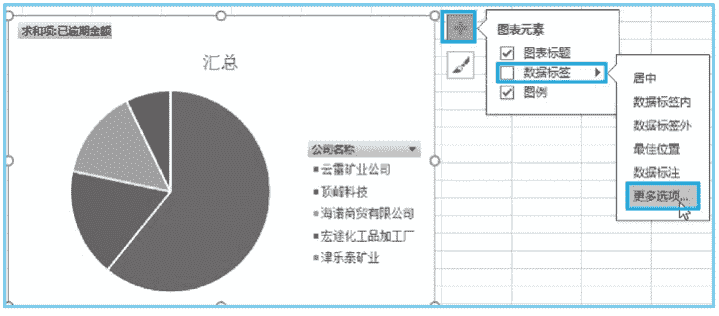 求和项:已逾期金额
汇总
公司名称
云雷矿业公司
顶峰科技
海诺商贸有限公司
宏途化工品加工厂
津乐泰矿业
图表元素
图表标题
数据标签
图例
居中
数据标签内
数据标签外
最佳位置
数据标注
更多选项...